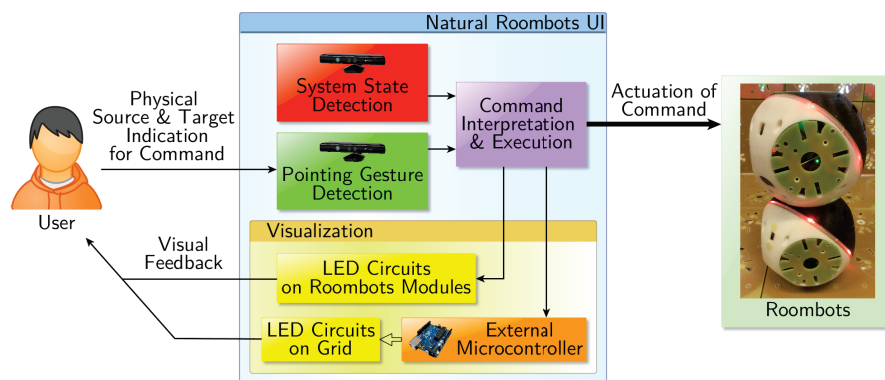 Natural Roombots UI
System State
Detection
Physical
Source & Target
Indication
for Command
Pointing Gesture
Detection
Command
Interpretation
& Execution
Actuation of
Command
User
Visualization
Visual
Feedback
LED Circuits
on Roombots Modules
LED Circuits
on Grid
External
Microcontroller
Roombots